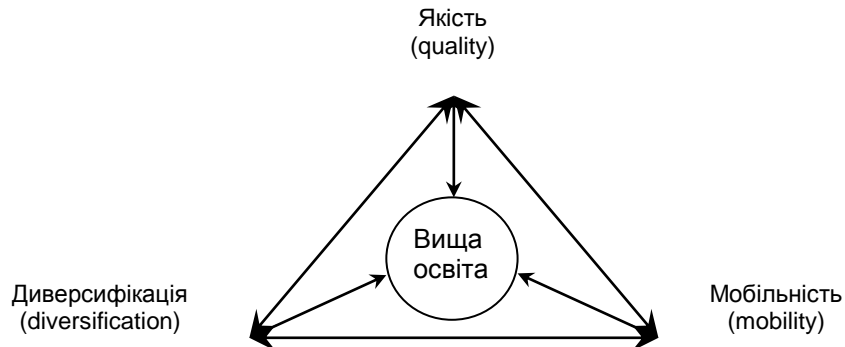 Якість
(quality)
Вища
освіта
Диверсифікація
(diversification)
Мобільність
(mobility)